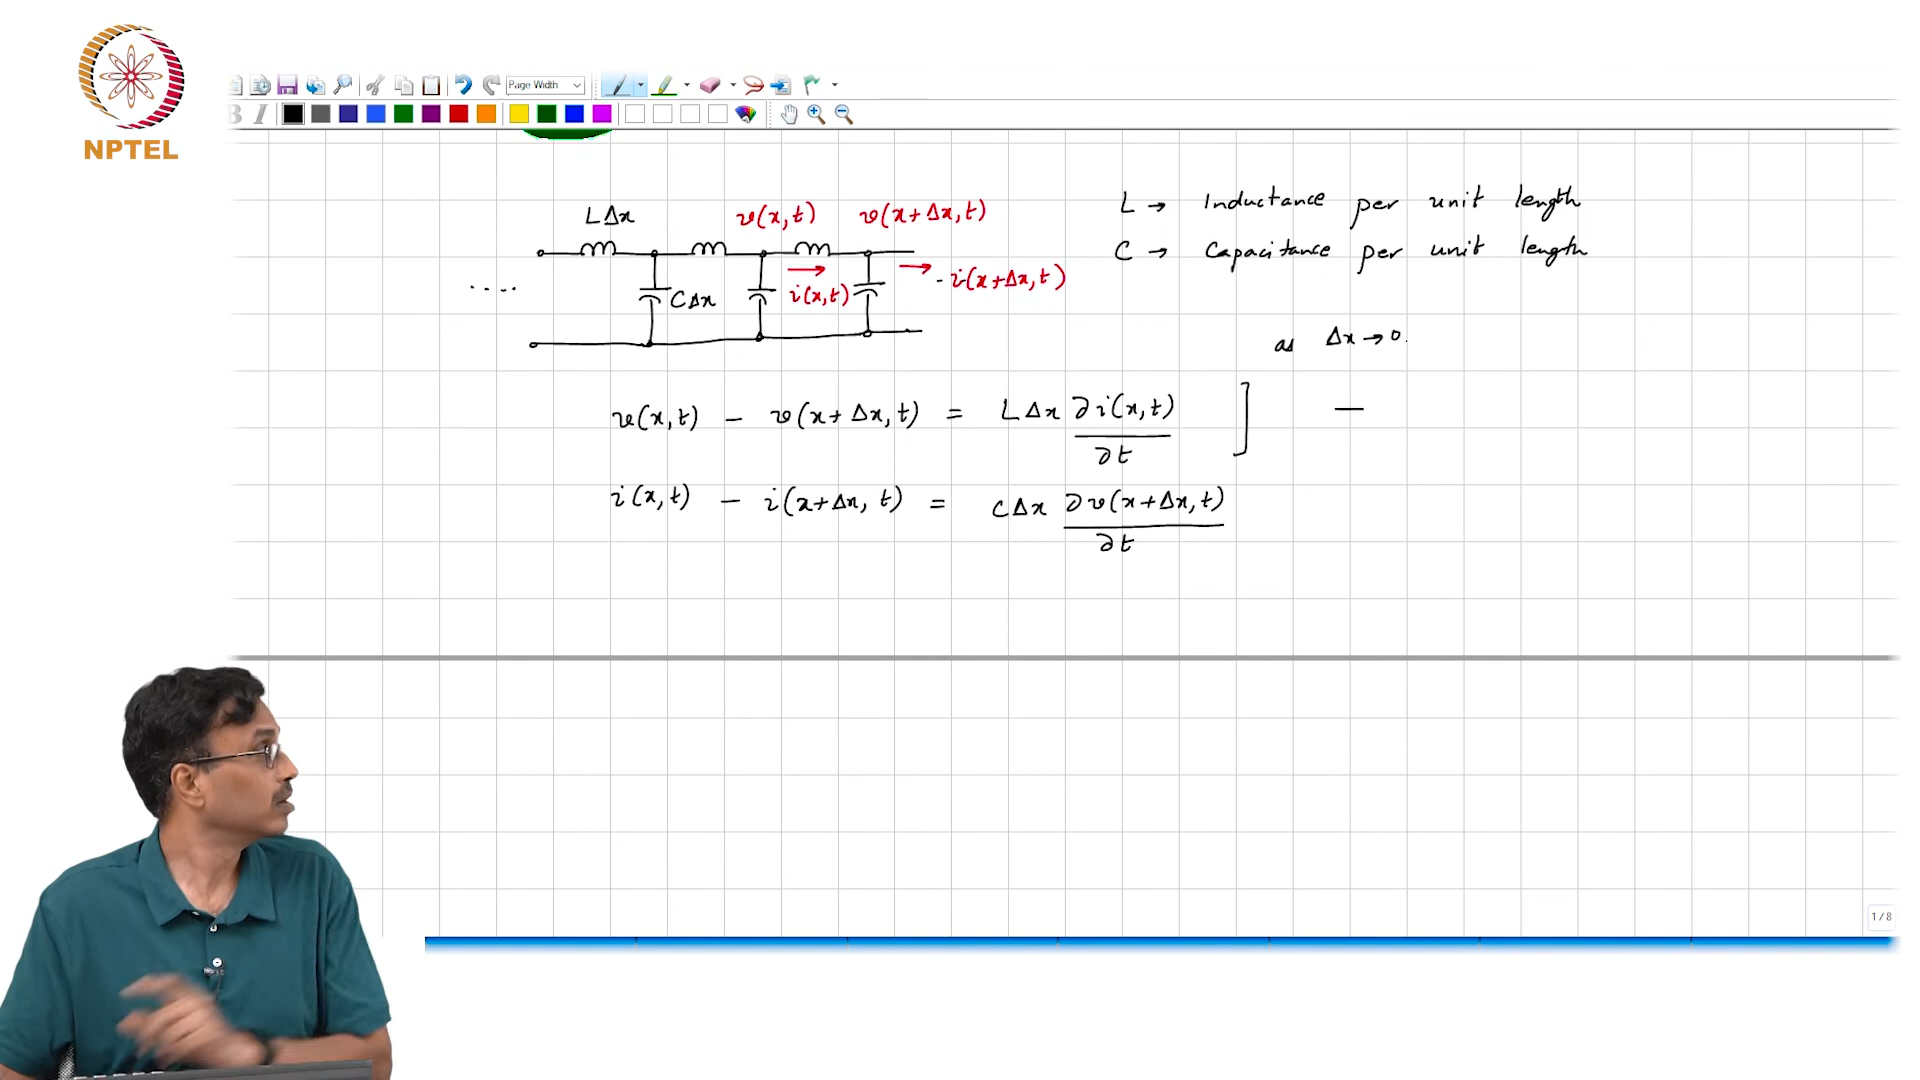 NPTEL
Page Width
B I
LΔx v(x,t) v(x+Δx,t)
L → Inductance per unit length
C → Capacitance per unit length
.... CΔx i(x,t) i(x+Δx,t)
as Δx→0.
v(x,t) – v(x+Δx,t) = LΔx ∂i(x,t)/∂t ] —
i(x,t) – i(x+Δx, t) = CΔx ∂v(x+Δx,t)/∂t
1/8